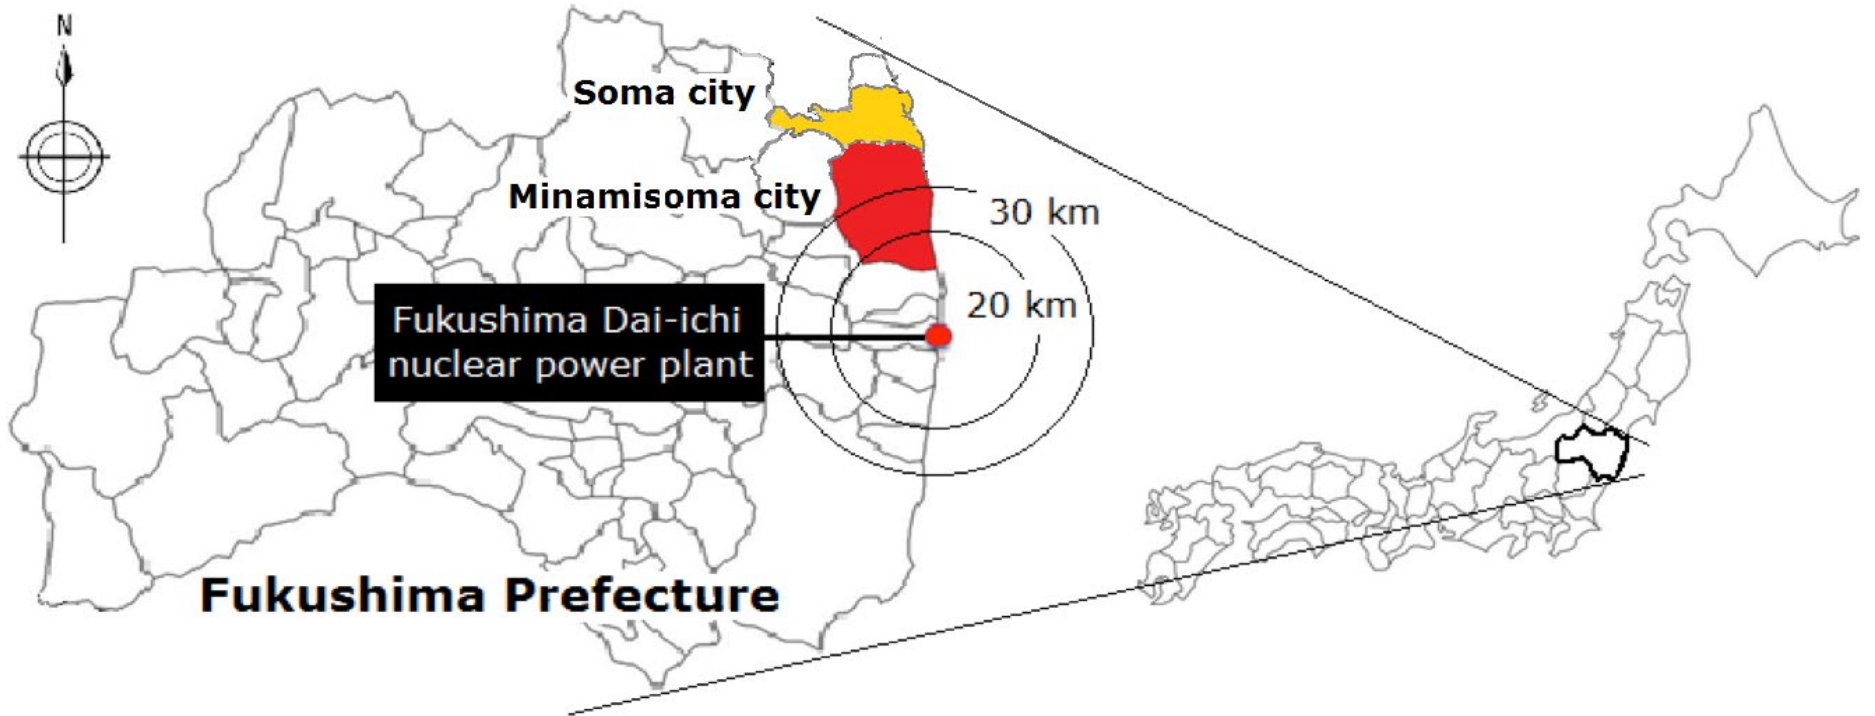 N
Soma city
Minamisoma city
30 km
20 km
Fukushima Dai-ichi
nuclear power plant
Fukushima Prefecture